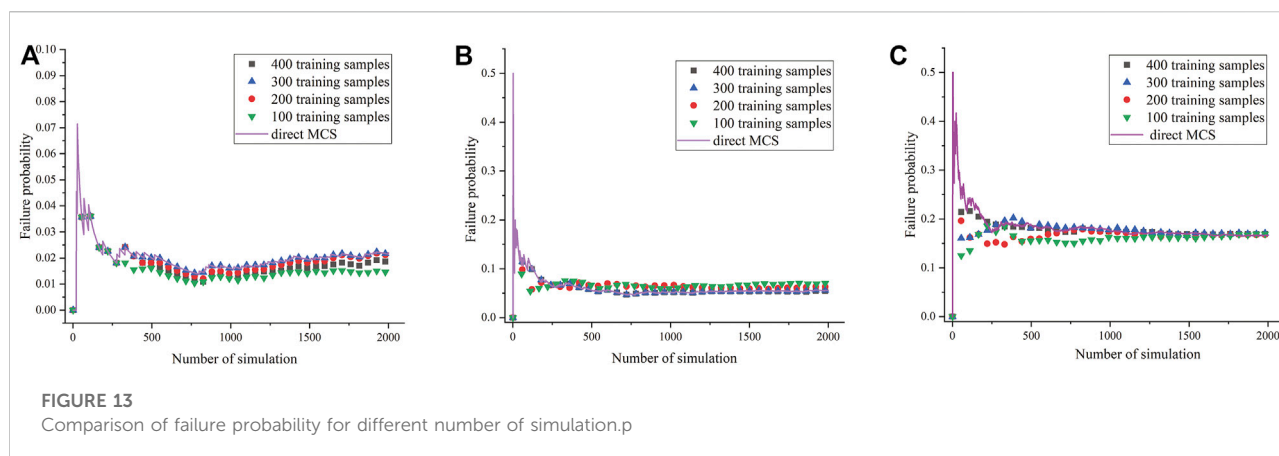 A
0.10
0.09
0.08
0.07
0.06
0.05
0.04
0.03
0.02
0.01
0.00
Failure probability
400 training samples
300 training samples
200 training samples
100 training samples
direct MCS
0
500
1000
1500
2000
Number of simulation
B
0.5
0.4
0.3
0.2
0.1
0.0
Failure probability
400 training samples
300 training samples
200 training samples
100 training samples
direct MCS
0
500
1000
1500
2000
Number of simulation
C
0.5
0.4
0.3
0.2
0.1
0.0
Failure probability
400 training samples
300 training samples
200 training samples
100 training samples
direct MCS
0
500
1000
1500
2000
Number of simulation
FIGURE 13
Comparison of failure probability for different number of simulation.p